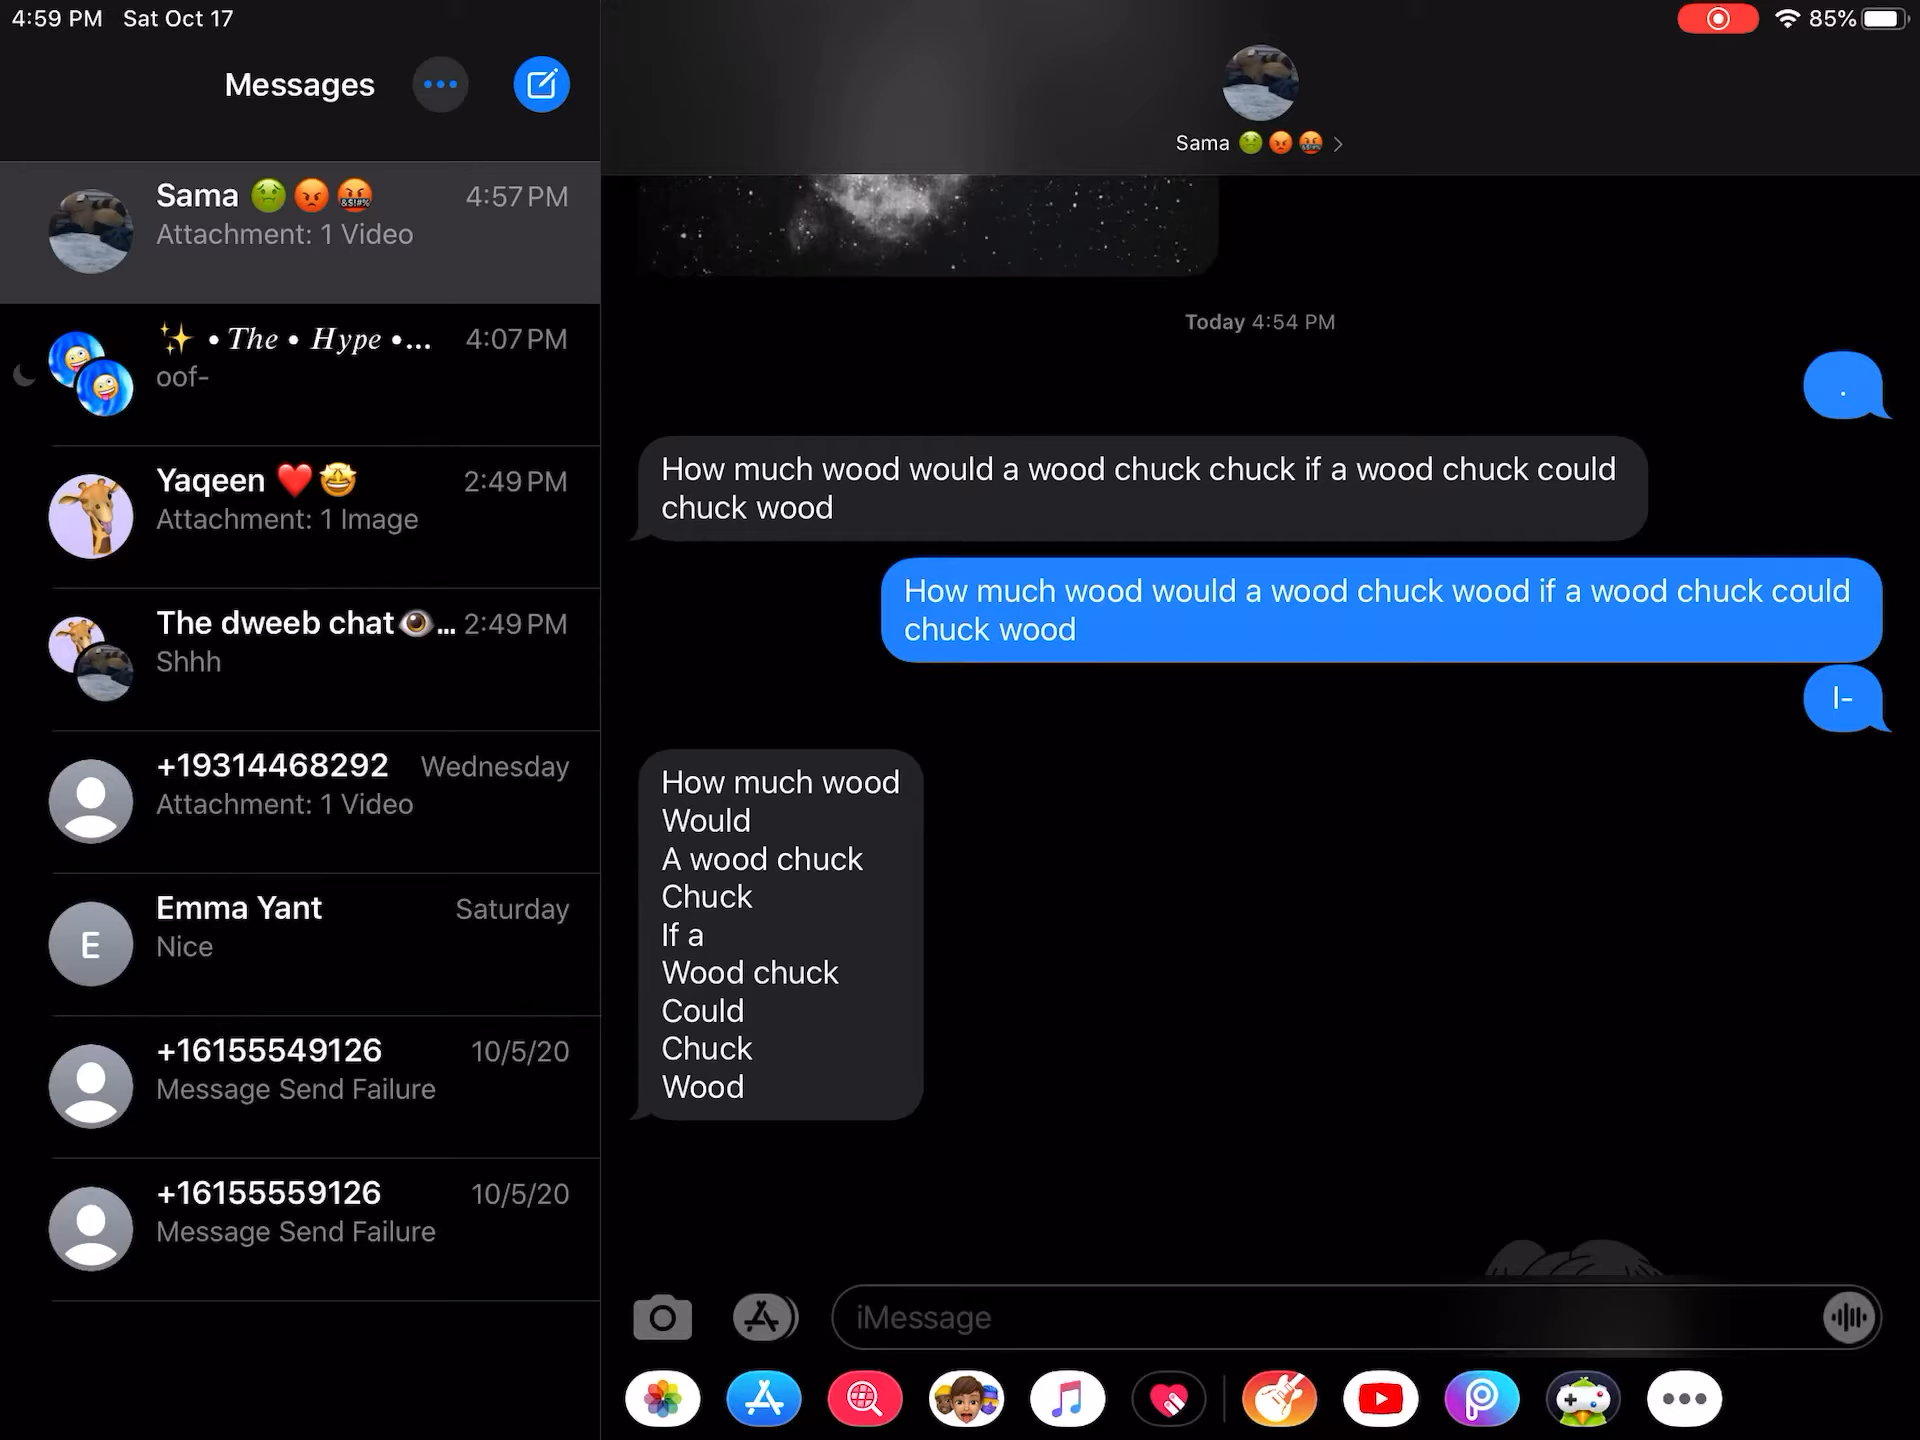 4:59 PM Sat Oct 17
85%
Messages
Sama 🤢😡🤬 4:57 PM
Attachment: 1 Video
✨ • The • Hype •... 4:07 PM
oof-
Yaqeen ❤️🤩 2:49 PM
Attachment: 1 Image
The dweeb chat👁... 2:49 PM
Shhh
+19314468292 Wednesday
Attachment: 1 Video
E
Emma Yant Saturday
Nice
+16155549126 10/5/20
Message Send Failure
+16155559126 10/5/20
Message Send Failure
Sama 🤢😡🤬 >
Today 4:54 PM
.
How much wood would a wood chuck chuck if a wood chuck could
chuck wood
How much wood would a wood chuck wood if a wood chuck could
chuck wood
I-
How much wood
Would
A wood chuck
Chuck
If a
Wood chuck
Could
Chuck
Wood
iMessage